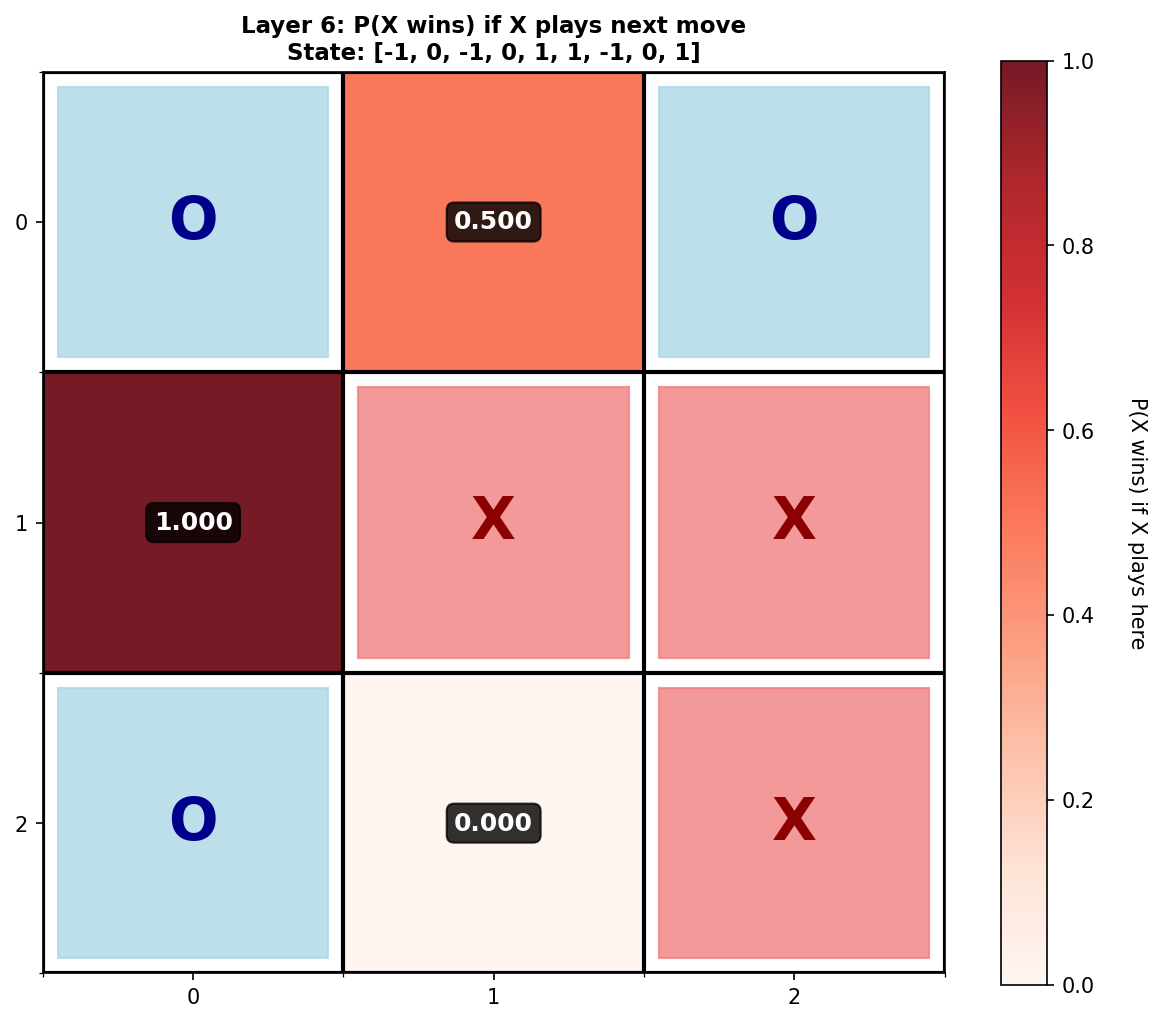 Layer 6: P(X wins) if X plays next move
State: [-1, 0, -1, 0, 1, 1, -1, 0, 1]
0
O
0.500
O
1
1.000
X
X
2
O
0.000
X
0
1
2
1.0
0.8
0.6
0.4
0.2
0.0
P(X wins) if X plays here